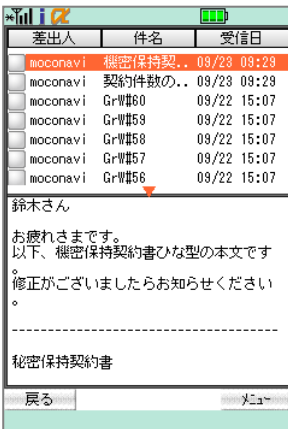 iα
差出人 件名 受信日
moconavi 機密保持契.. 09/23 09:29
moconavi 契約件数の.. 09/23 09:29
moconavi GrW#60 09/22 15:07
moconavi GrW#59 09/22 15:07
moconavi GrW#58 09/22 15:07
moconavi GrW#57 09/22 15:07
moconavi GrW#56 09/22 15:07
鈴木さん
お疲れさまです。
以下、機密保持契約書ひな型の本文です
。
修正がございましたらお知らせください
。
--------------------------------------
秘密保持契約書
戻る ﾒﾆｭｰ